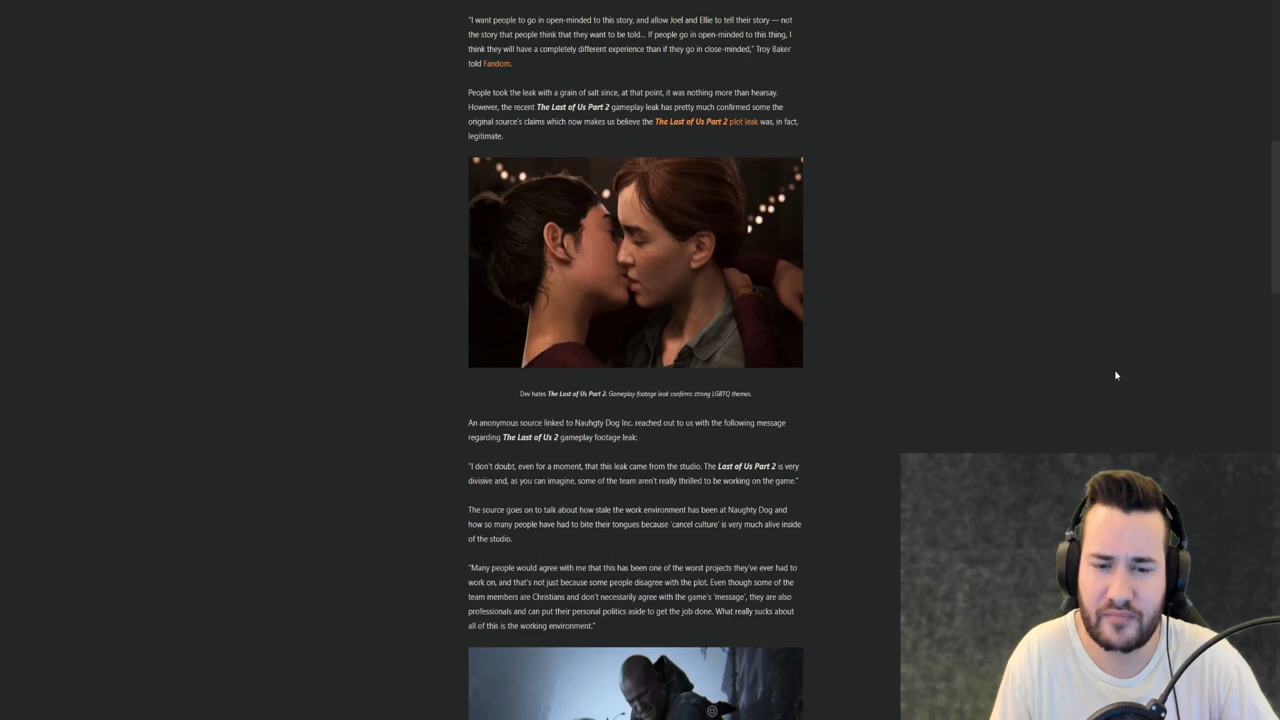 "I want people to go in open-minded to this story, and allow Joel and Ellie to tell their story — not
the story that people think that they want to be told... If people go in open-minded to this thing, I
think they will have a completely different experience than if they go in close-minded," Troy Baker
told Fandom.
People took the leak with a grain of salt since, at that point, it was nothing more than hearsay.
However, the recent The Last of Us Part 2 gameplay leak has pretty much confirmed some the
original source's claims which now makes us believe the The Last of Us Part 2 plot leak was, in fact,
legitimate.
Dev hates The Last of Us Part 2. Gameplay footage leak confirms strong LGBTQ themes.
An anonymous source linked to Nauhgty Dog Inc. reached out to us with the following message
regarding The Last of Us 2 gameplay footage leak:
"I don't doubt, even for a moment, that this leak came from the studio. The Last of Us Part 2 is very
divisive and, as you can imagine, some of the team aren't really thrilled to be working on the game."
The source goes on to talk about how stale the work environment has been at Naughty Dog and
how so many people have had to bite their tongues because 'cancel culture' is very much alive inside
of the studio.
"Many people would agree with me that this has been one of the worst projects they've ever had to
work on, and that's not just because some people disagree with the plot. Even though some of the
team members are Christians and don't necessarily agree with the game's 'message', they are also
professionals and can put their personal politics aside to get the job done. What really sucks about
all of this is the working environment."